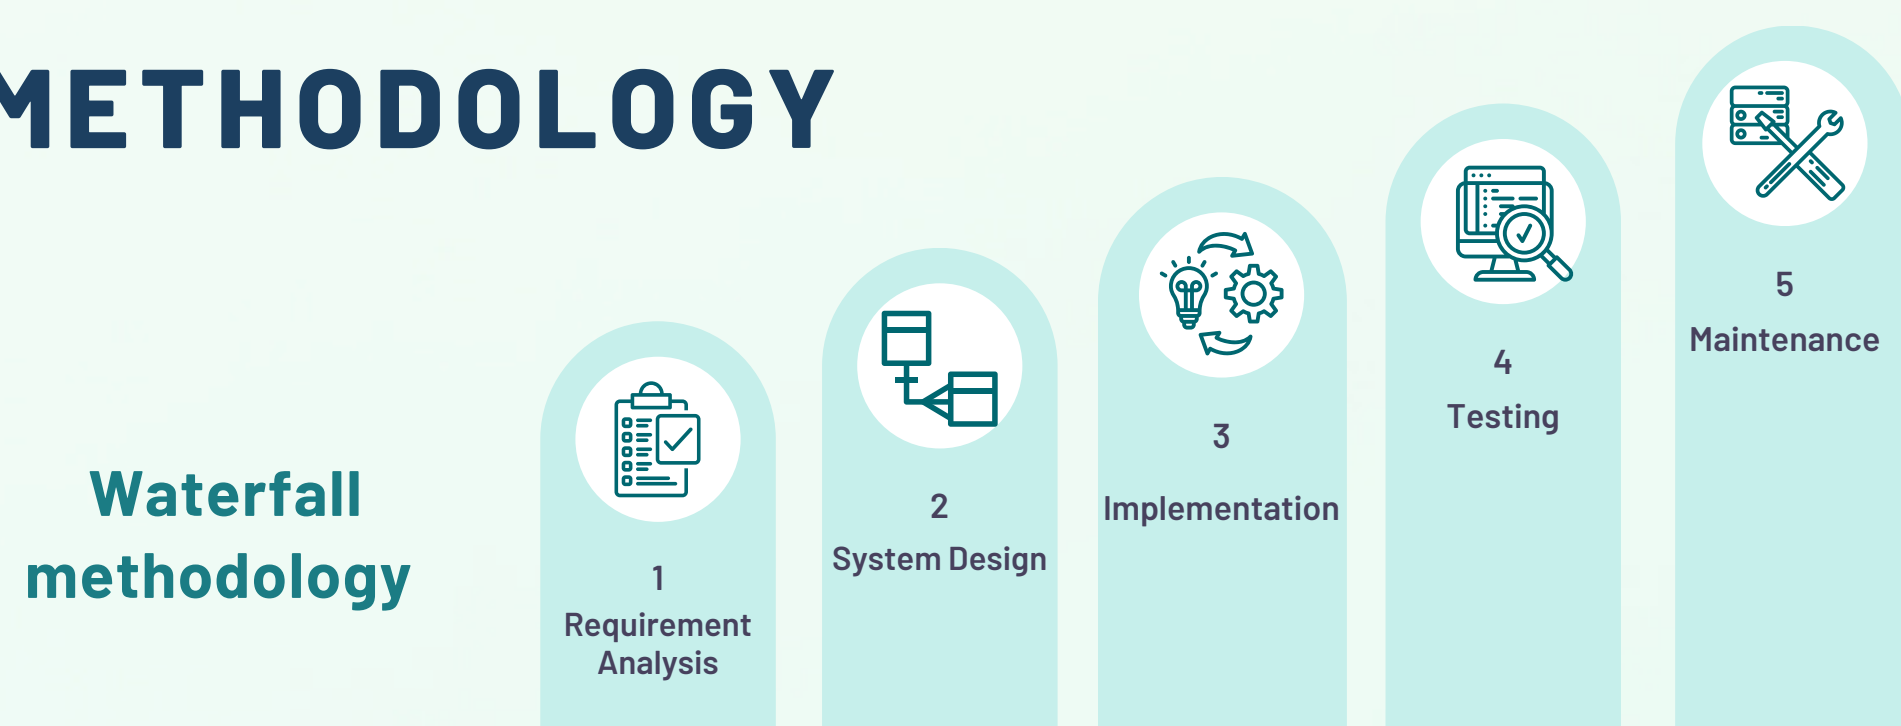 METHODOLOGY
Waterfall
methodology
1
Requirement
Analysis
2
System Design
3
Implementation
4
Testing
5
Maintenance